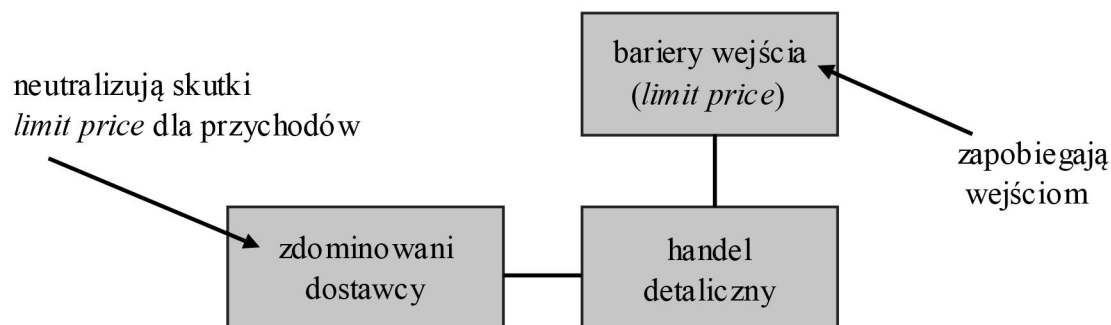 bariery wejścia
(limit price)
neutralizują skutki
limit price dla przychodów
zapobiegają
wejściom
zdominowani
dostawcy
handel
detaliczny